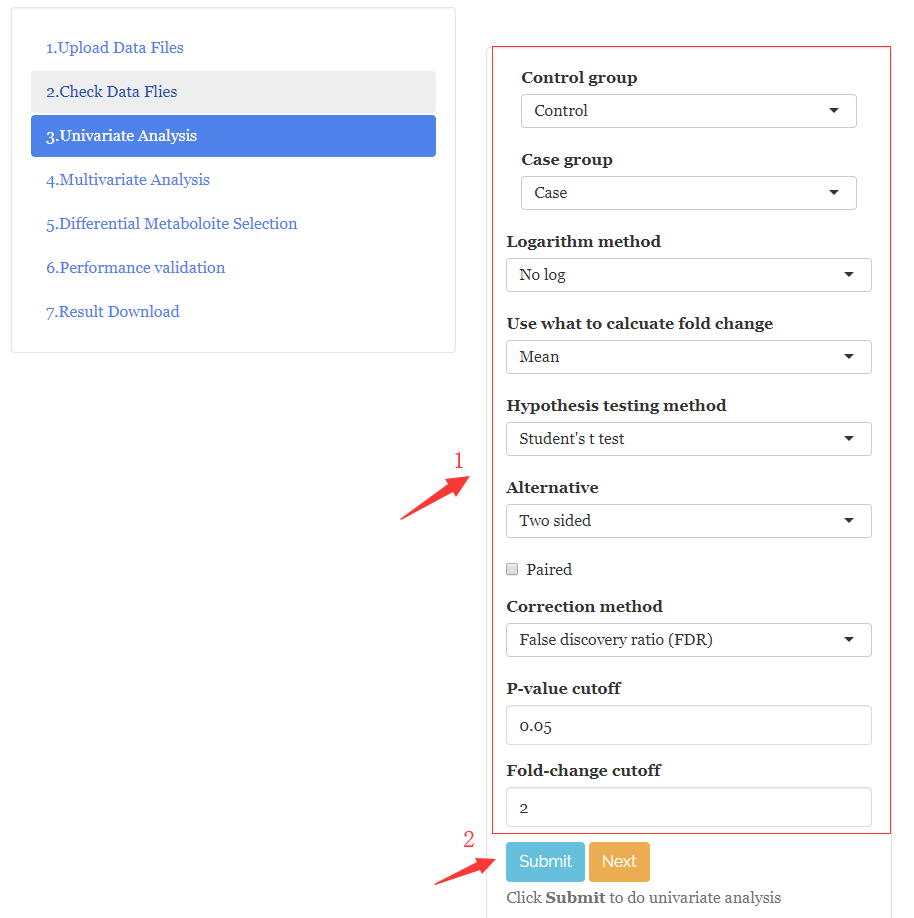 1.Upload Data Files
2.Check Data Flies
3.Univariate Analysis
4.Multivariate Analysis
5.Differential Metaboloite Selection
6.Performance validation
7.Result Download
Control group
Control
Case group
Case
Logarithm method
No log
Use what to calcuate fold change
Mean
Hypothesis testing method
Student's t test
1
Alternative
Two sided
Paired
Correction method
False discovery ratio (FDR)
P-value cutoff
0.05
Fold-change cutoff
2
2
Submit Next
Click Submit to do univariate analysis